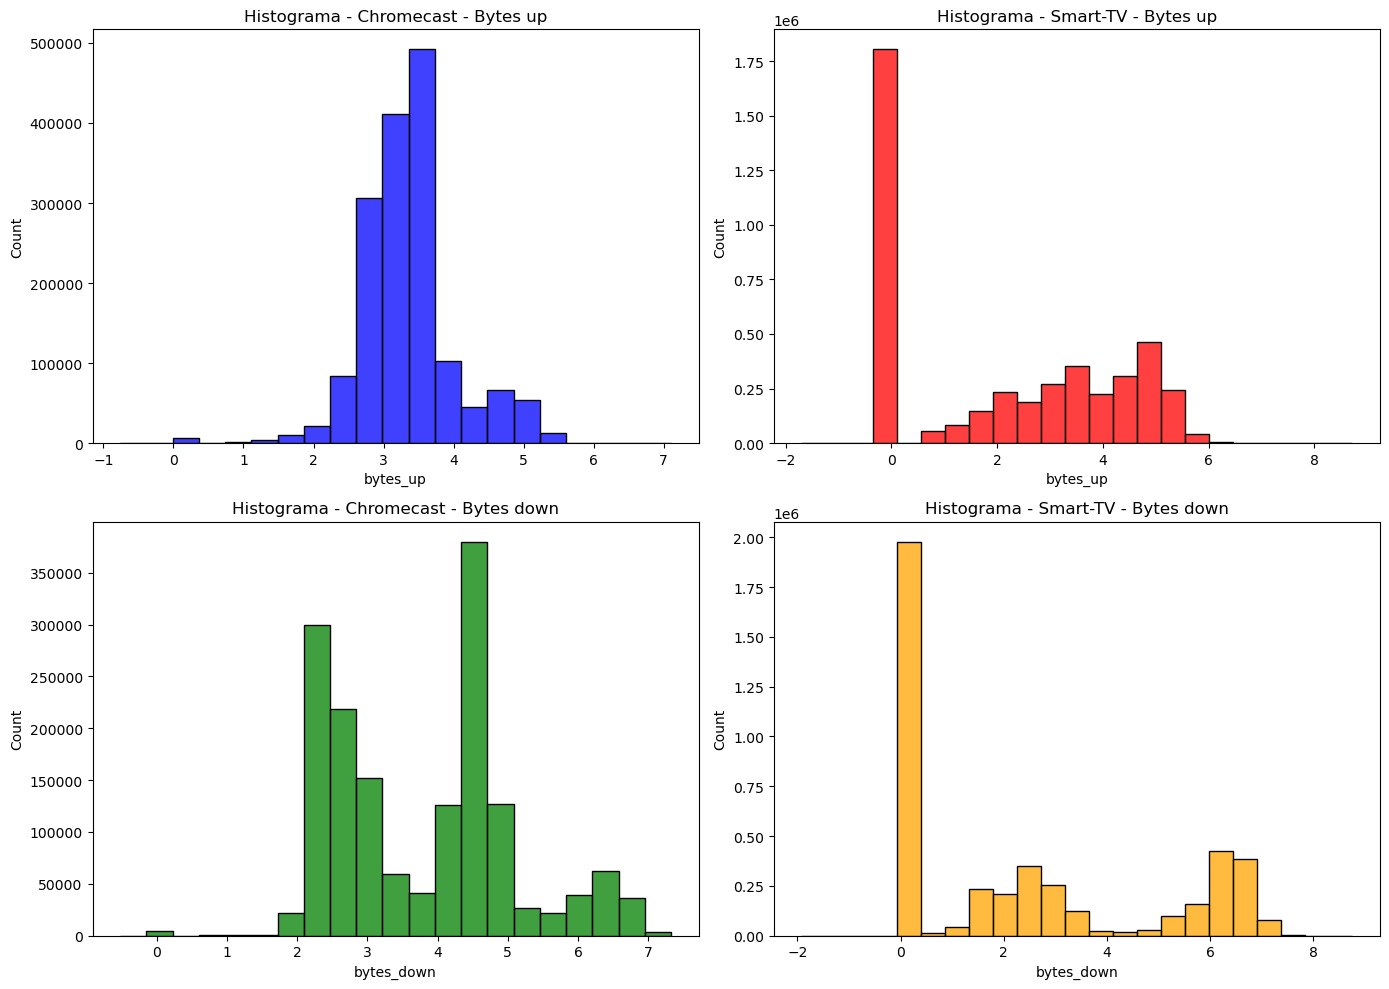 Histograma - Chromecast - Bytes up
500000
400000
300000
200000
100000
0
Count
−1 0 1 2 3 4 5 6 7
bytes_up
Histograma - Smart-TV - Bytes up
1e6
1.75
1.50
1.25
1.00
0.75
0.50
0.25
0.00
Count
−2 0 2 4 6 8
bytes_up
Histograma - Chromecast - Bytes down
350000
300000
250000
200000
150000
100000
50000
0
Count
0 1 2 3 4 5 6 7
bytes_down
Histograma - Smart-TV - Bytes down
1e6
2.00
1.75
1.50
1.25
1.00
0.75
0.50
0.25
0.00
Count
−2 0 2 4 6 8
bytes_down